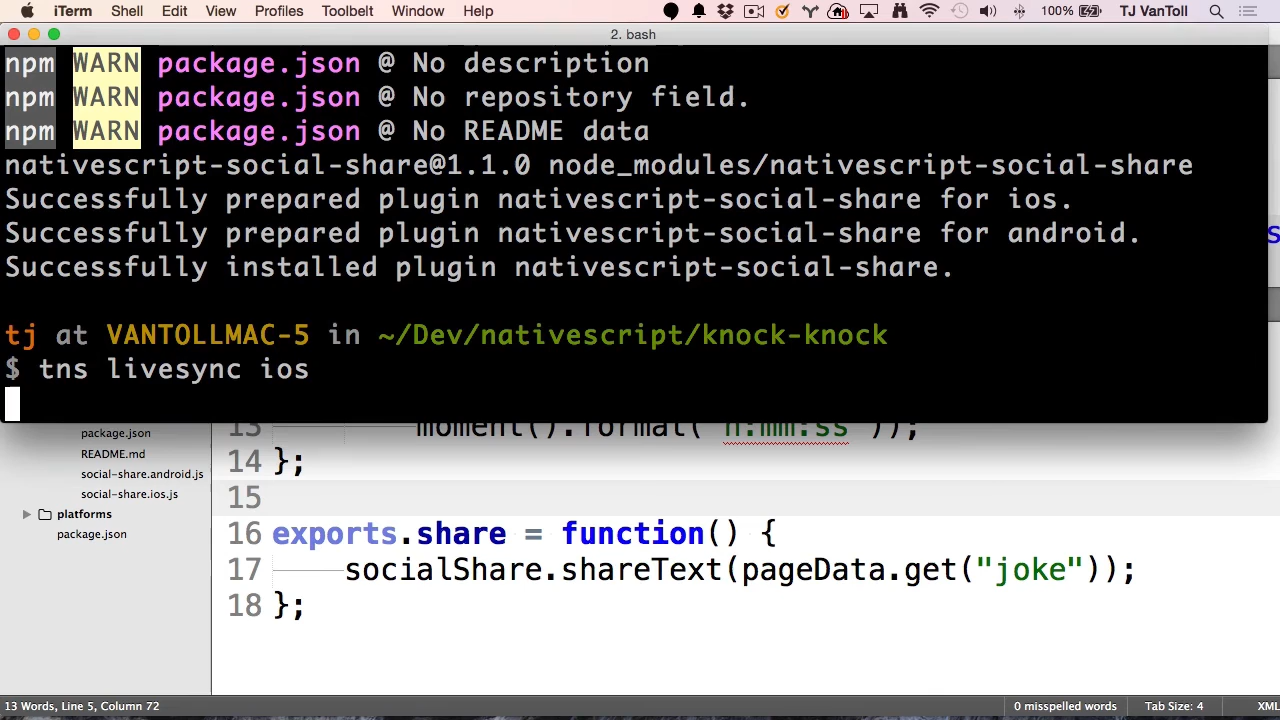 iTerm Shell Edit View Profiles Toolbelt Window Help 100% TJ VanToll
2. bash
npm WARN package.json @ No description
npm WARN package.json @ No repository field.
npm WARN package.json @ No README data
nativescript-social-share@1.1.0 node_modules/nativescript-social-share
Successfully prepared plugin nativescript-social-share for ios.
Successfully prepared plugin nativescript-social-share for android.
Successfully installed plugin nativescript-social-share.
tj at VANTOLLMAC-5 in ~/Dev/nativescript/knock-knock
$ tns livesync ios
package.json
README.md
social-share.android.js
social-share.ios.js
platforms
package.json
13 moment().format("h:mm:ss"));
14 };
15
16 exports.share = function() {
17 socialShare.shareText(pageData.get("joke"));
18 };
13 Words, Line 5, Column 72 0 misspelled words Tab Size: 4 XML